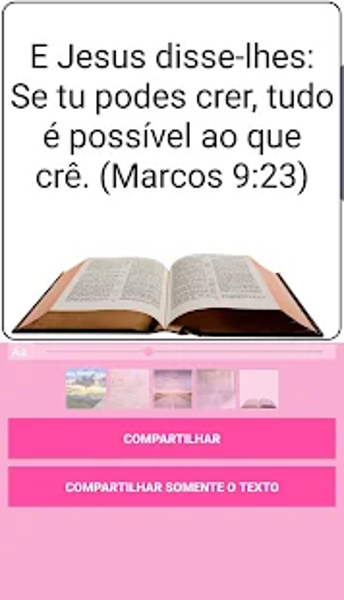 E Jesus disse-lhes:
Se tu podes crer, tudo
é possível ao que
crê. (Marcos 9:23)
Aa
COMPARTILHAR
COMPARTILHAR SOMENTE O TEXTO